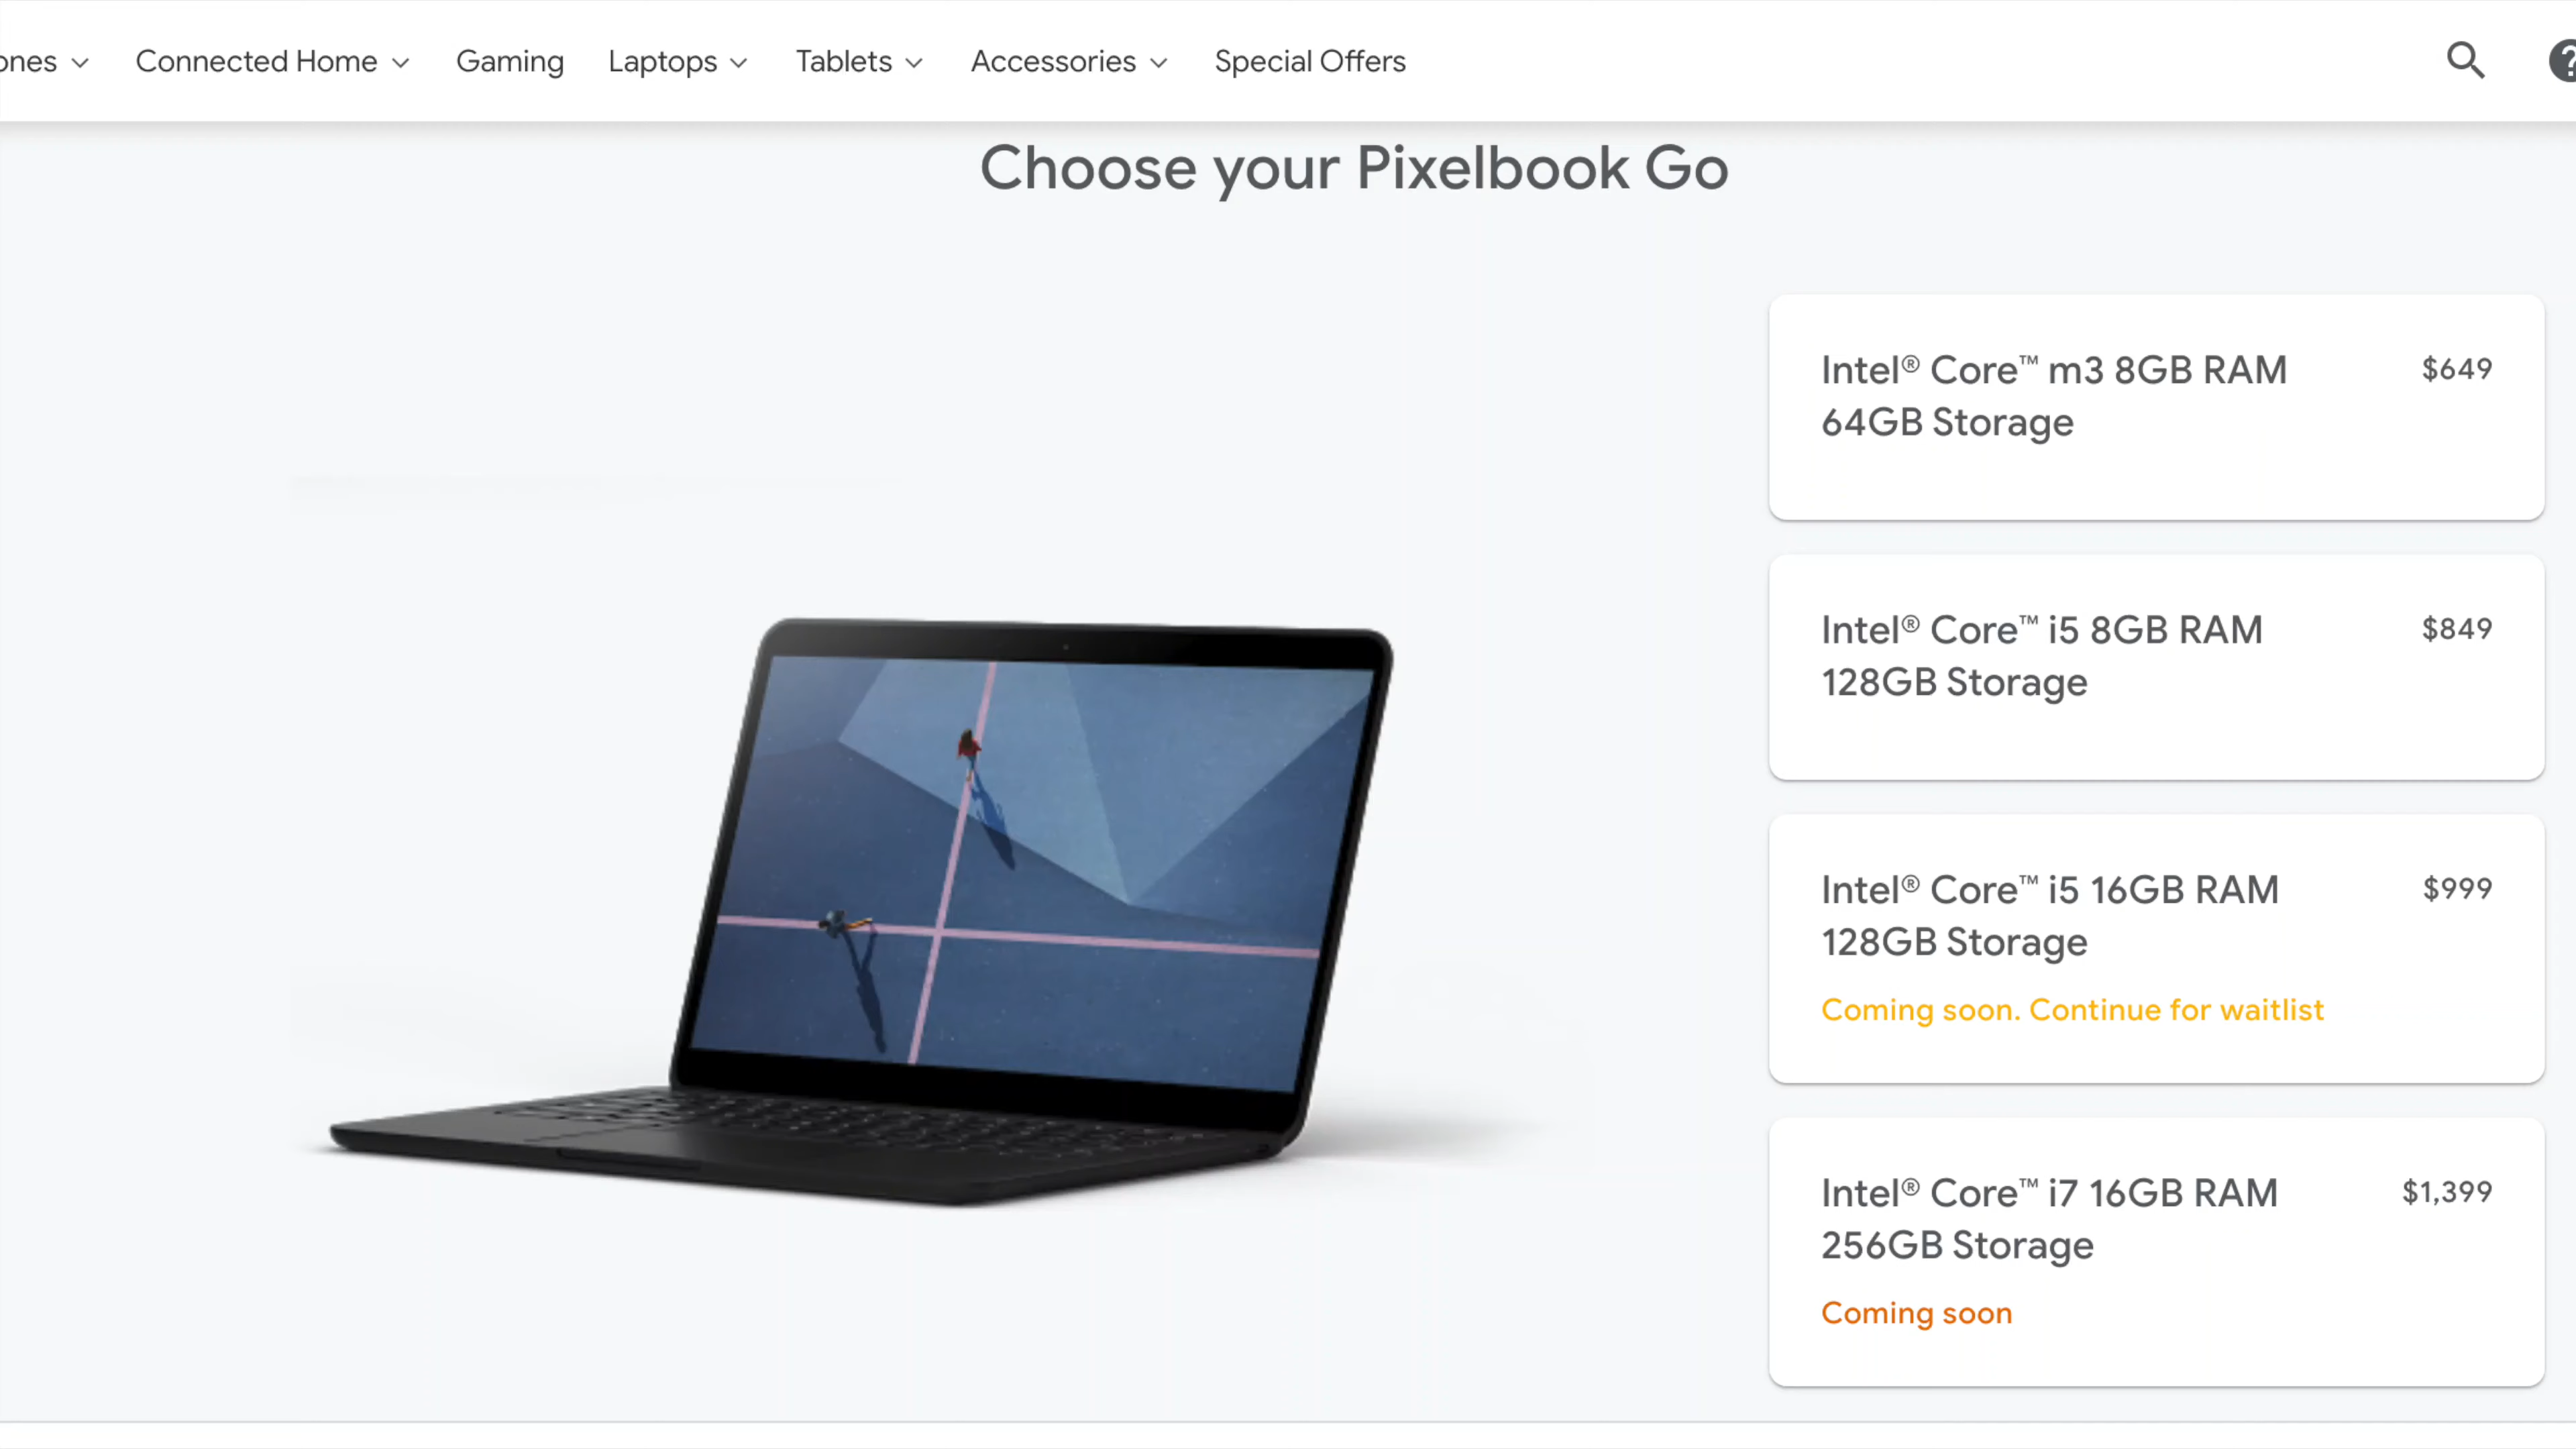 ones
Connected Home
Gaming
Laptops
Tablets
Accessories
Special Offers
?
Choose your Pixelbook Go
Intel® Core™ m3 8GB RAM
64GB Storage
$649
Intel® Core™ i5 8GB RAM
128GB Storage
$849
Intel® Core™ i5 16GB RAM
128GB Storage
$999
Coming soon. Continue for waitlist
Intel® Core™ i7 16GB RAM
256GB Storage
$1,399
Coming soon